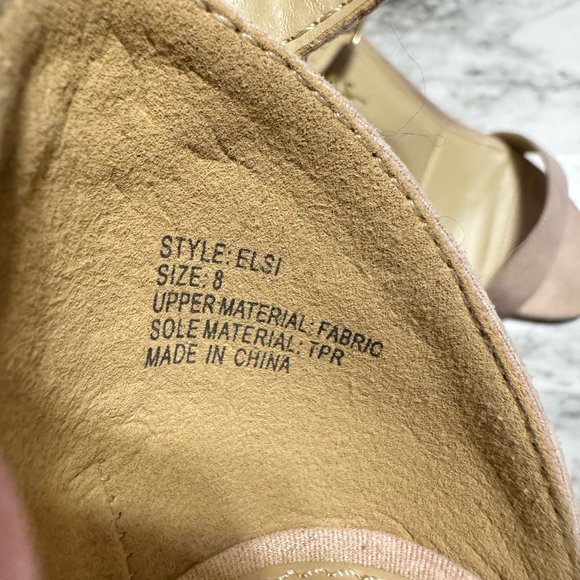 STYLE: ELSI
SIZE: 8
UPPER MATERIAL: FABRIC
SOLE MATERIAL: TPR
MADE IN CHINA